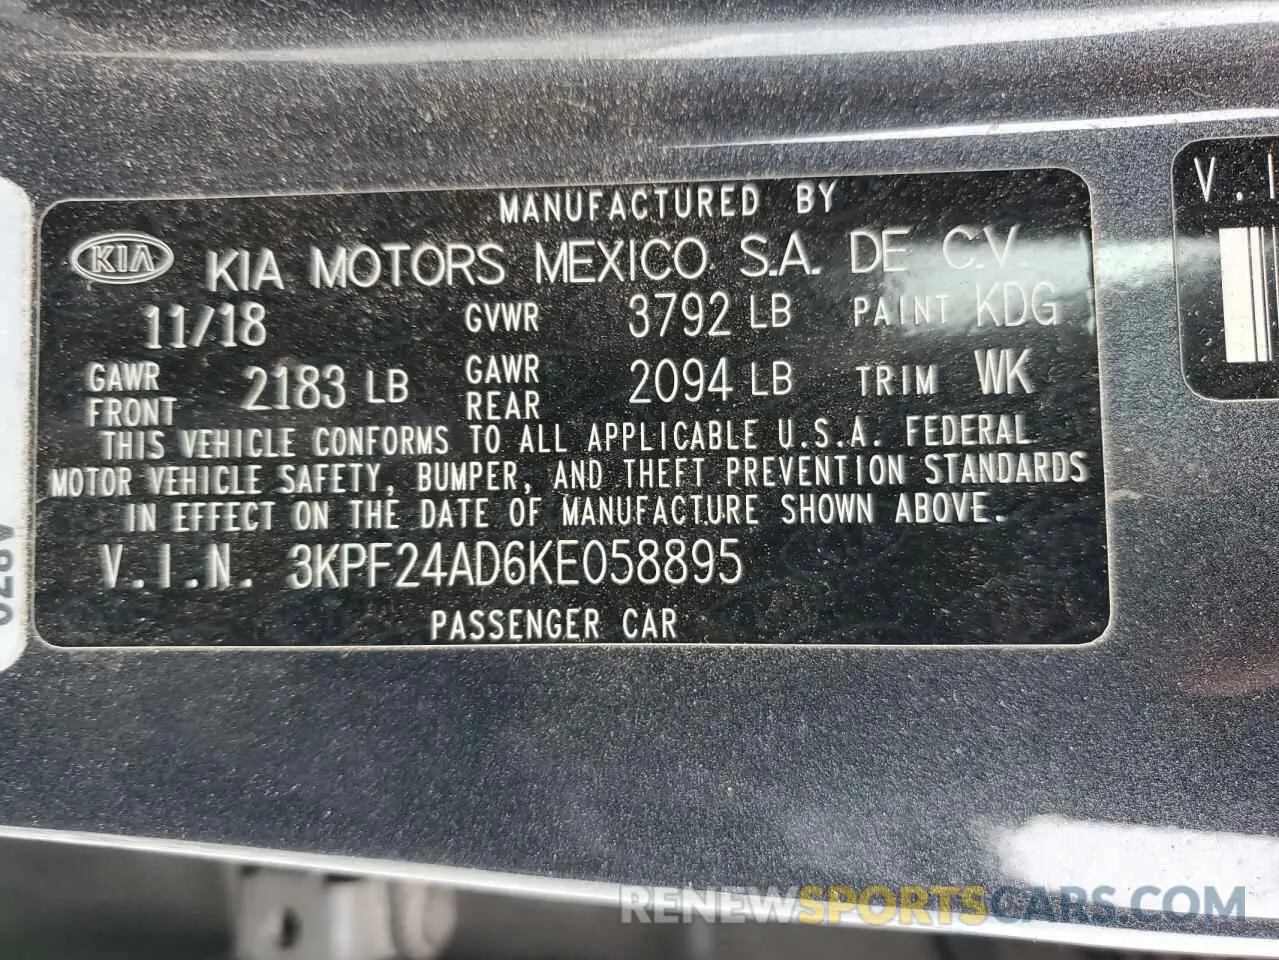 MANUFACTURED BY
KIA KIA MOTORS MEXICO S.A. DE C.V.
11/18 GVWR 3792 LB PAINT KDG
GAWR FRONT 2183 LB GAWR REAR 2094 LB TRIM WK
THIS VEHICLE CONFORMS TO ALL APPLICABLE U.S.A. FEDERAL
MOTOR VEHICLE SAFETY, BUMPER, AND THEFT PREVENTION STANDARDS
IN EFFECT ON THE DATE OF MANUFACTURE SHOWN ABOVE.
V.I.N. 3KPF24AD6KE058895
PASSENGER CAR
RENEWSPORTSCARS.COM